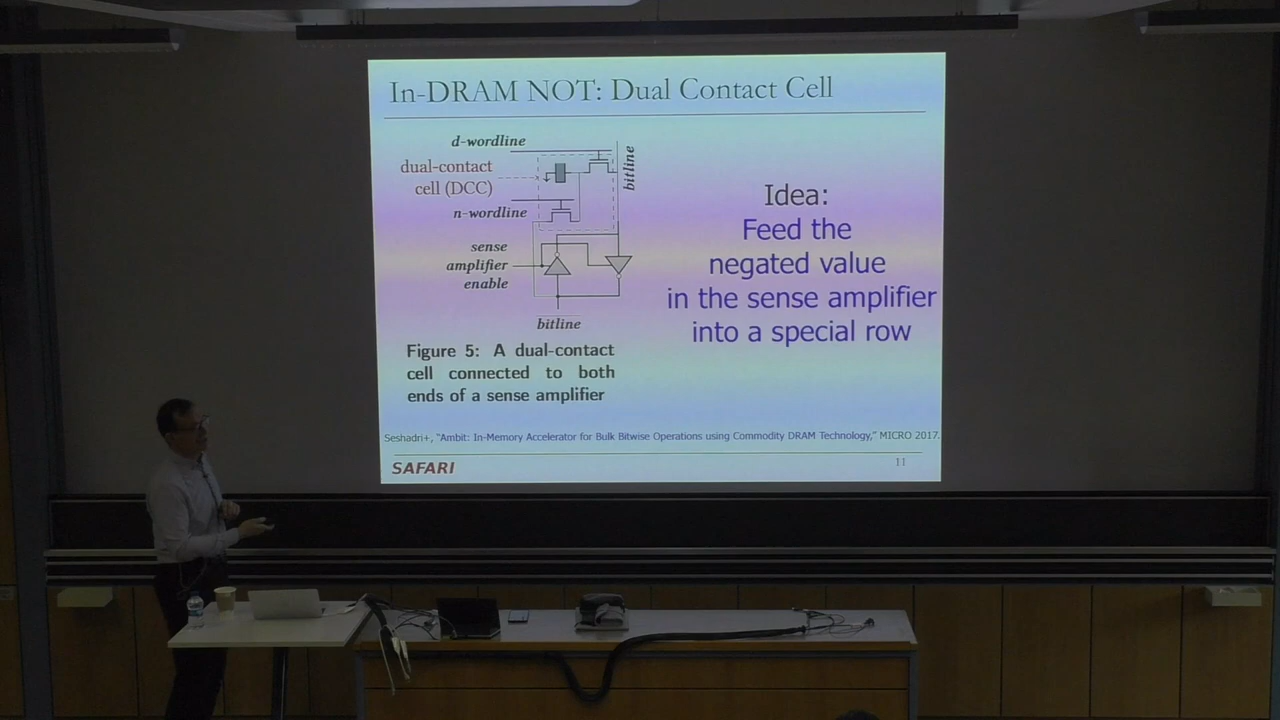 In-DRAM NOT: Dual Contact Cell
d-wordline
dual-contact
cell (DCC)
n-wordline
sense
amplifier
enable
bitline
bitline
Figure 5: A dual-contact
cell connected to both
ends of a sense amplifier
Idea:
Feed the
negated value
in the sense amplifier
into a special row
Seshadri+, "Ambit: In-Memory Accelerator for Bulk Bitwise Operations using Commodity DRAM Technology," MICRO 2017.
SAFARI
11